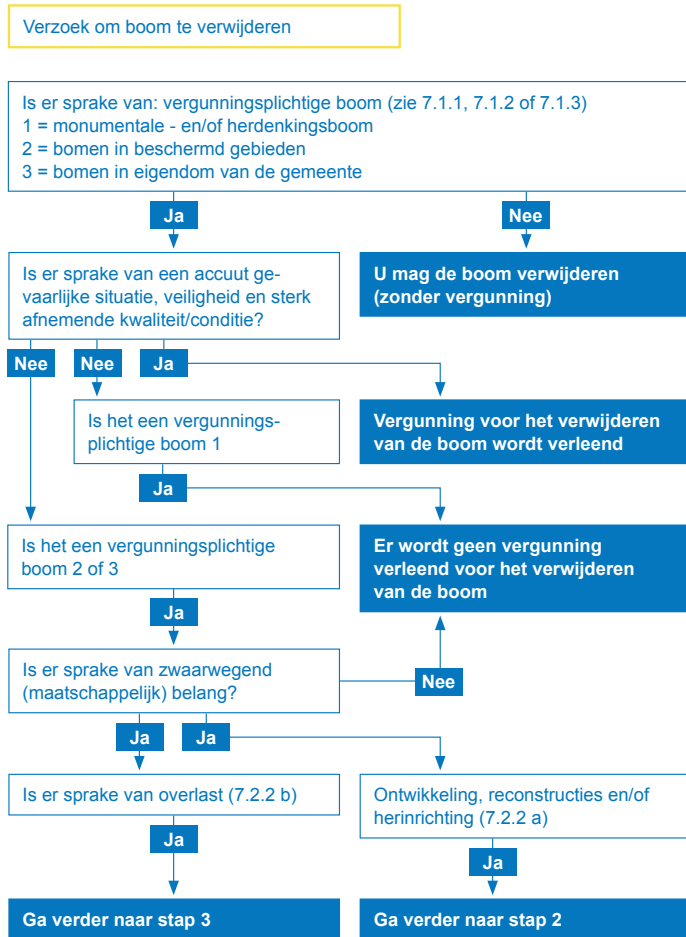 Verzoek om boom te verwijderen
Is er sprake van: vergunningsplichtige boom (zie 7.1.1, 7.1.2 of 7.1.3)
1 = monumentale - en/of herdenkingsboom
2 = bomen in beschermd gebieden
3 = bomen in eigendom van de gemeente
Ja
Nee
Is er sprake van een accuut ge-
vaarlijke situatie, veiligheid en sterk
afnemende kwaliteit/conditie?
U mag de boom verwijderen
(zonder vergunning)
Nee
Nee
Ja
Is het een vergunnings-
plichtige boom 1
Vergunning voor het verwijderen
van de boom wordt verleend
Ja
Is het een vergunningsplichtige
boom 2 of 3
Er wordt geen vergunning
verleend voor het verwijderen
van de boom
Ja
Is er sprake van zwaarwegend
(maatschappelijk) belang?
Nee
Ja
Ja
Is er sprake van overlast (7.2.2 b)
Ontwikkeling, reconstructies en/of
herinrichting (7.2.2 a)
Ja
Ja
Ga verder naar stap 3
Ga verder naar stap 2